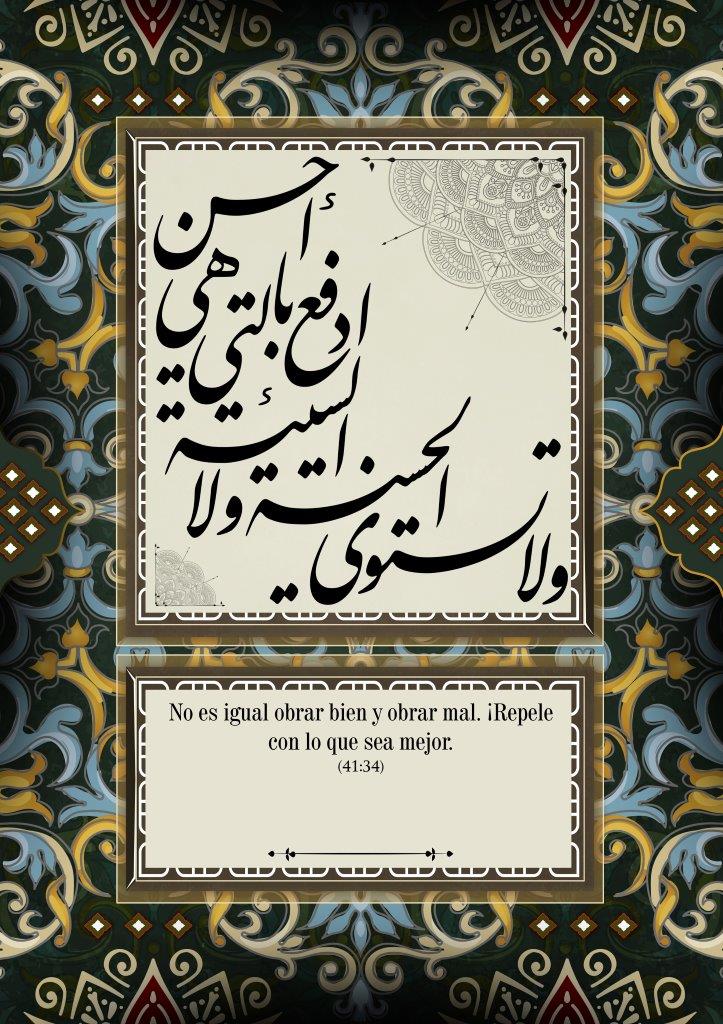 ولا تستوي الحسنة ولا السيئة
ادفع بالتي هي أحسن
No es igual obrar bien y obrar mal. ¡Repele
con lo que sea mejor.
(41:34)